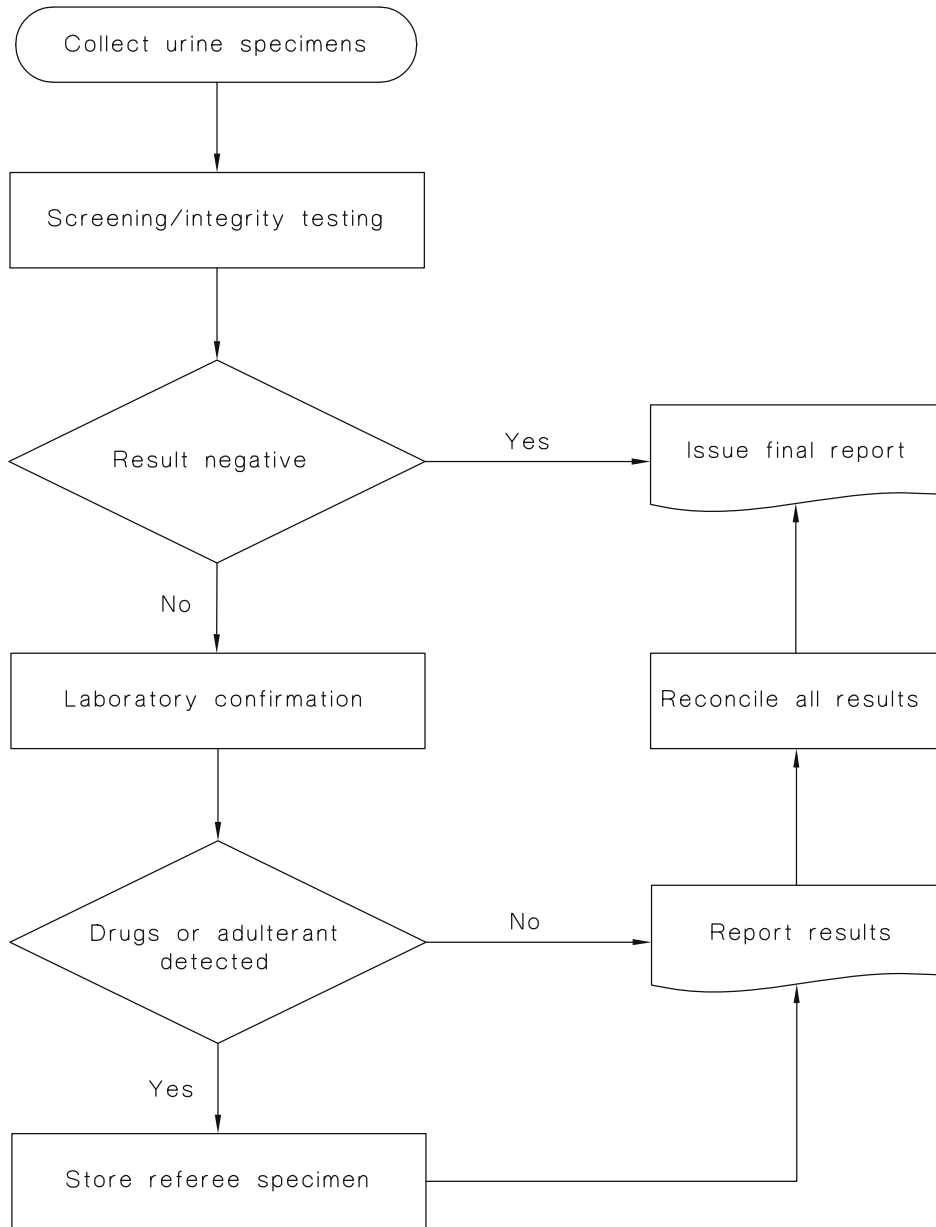 Collect urine specimens
Screening/integrity testing
Result negative
Yes
Issue final report
No
Laboratory confirmation
Reconcile all results
Drugs or adulterant
detected
No
Report results
Yes
Store referee specimen